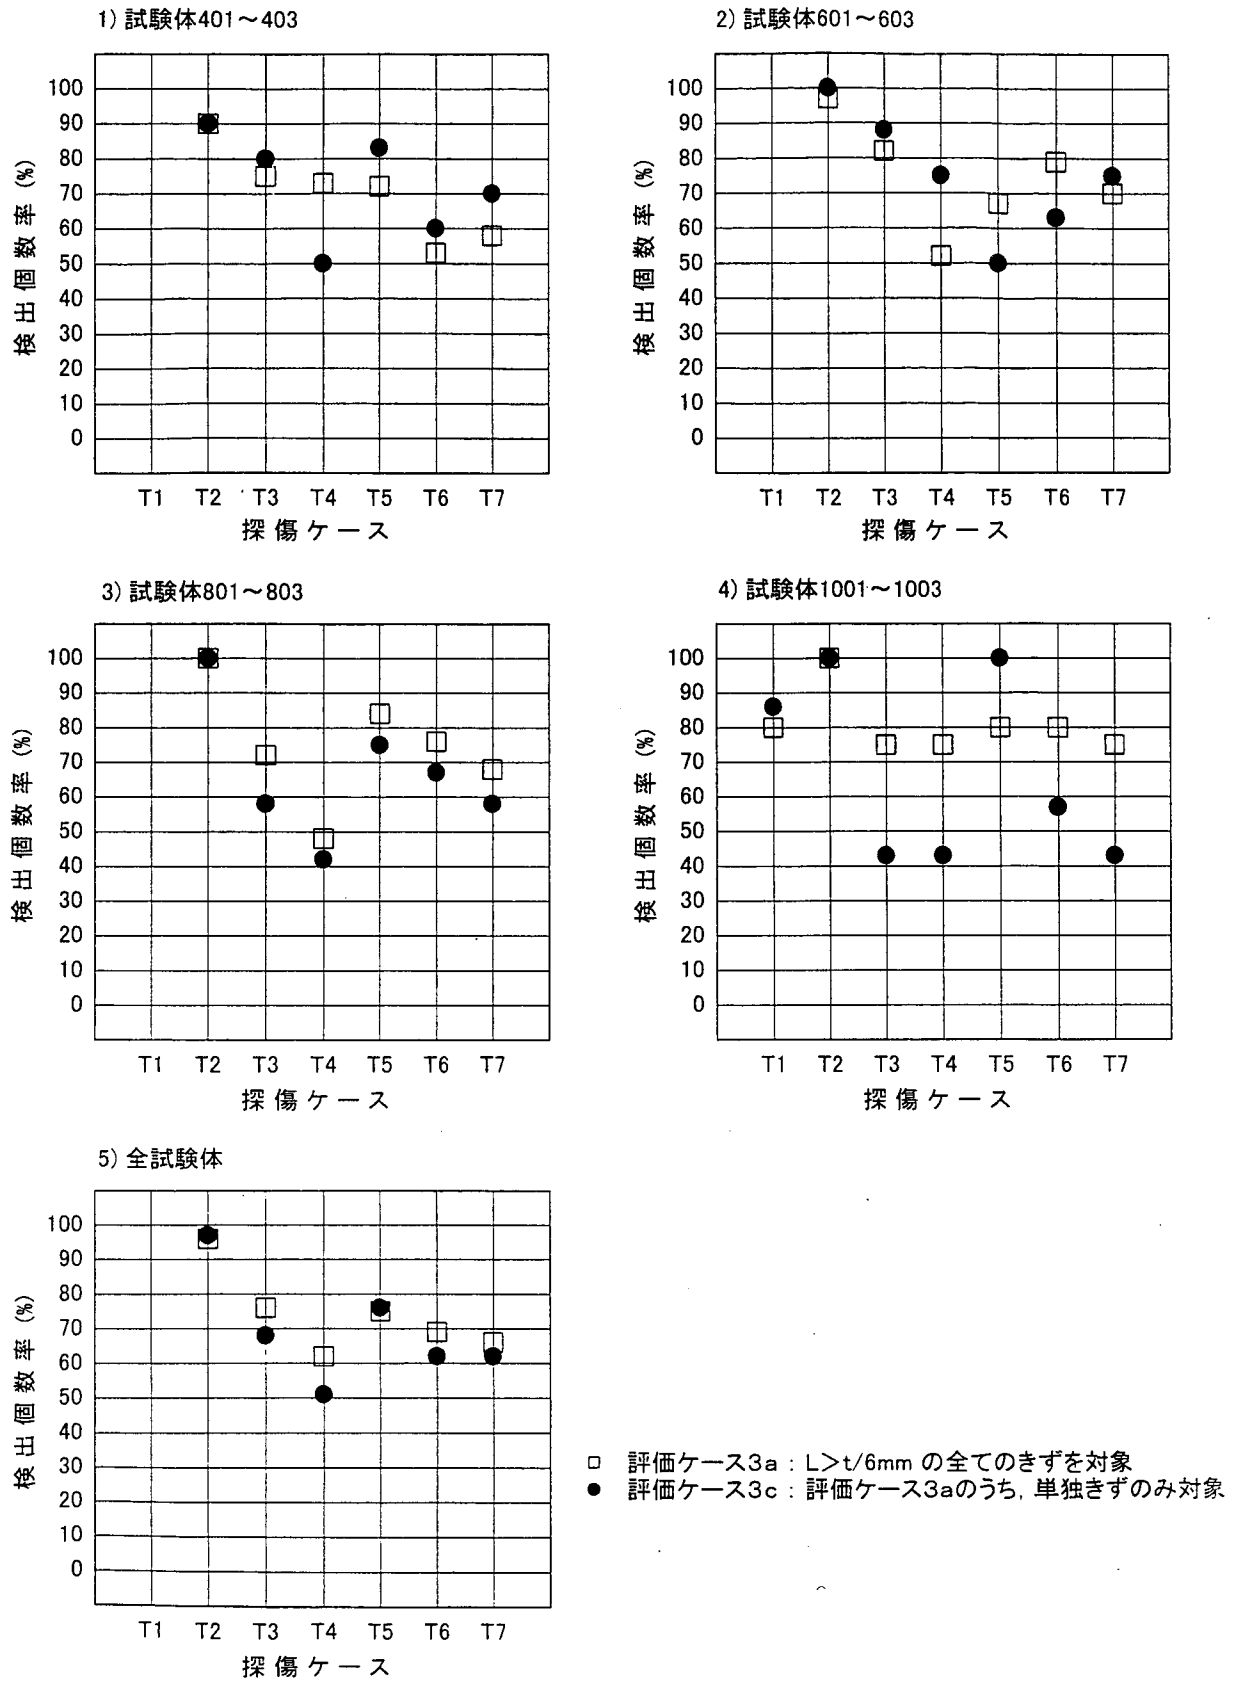 1) 試験体401～403
検出個数率 (%)
100
90
80
70
60
50
40
30
20
10
0
T1 T2 T3 T4 T5 T6 T7
探傷ケース
2) 試験体601～603
検出個数率 (%)
100
90
80
70
60
50
40
30
20
10
0
T1 T2 T3 T4 T5 T6 T7
探傷ケース
3) 試験体801～803
検出個数率 (%)
100
90
80
70
60
50
40
30
20
10
0
T1 T2 T3 T4 T5 T6 T7
探傷ケース
4) 試験体1001～1003
検出個数率 (%)
100
90
80
70
60
50
40
30
20
10
0
T1 T2 T3 T4 T5 T6 T7
探傷ケース
5) 全試験体
検出個数率 (%)
100
90
80
70
60
50
40
30
20
10
0
T1 T2 T3 T4 T5 T6 T7
探傷ケース
□ 評価ケース3a : L＞t/6mm の全てのきずを対象
● 評価ケース3c : 評価ケース3aのうち, 単独きずのみ対象